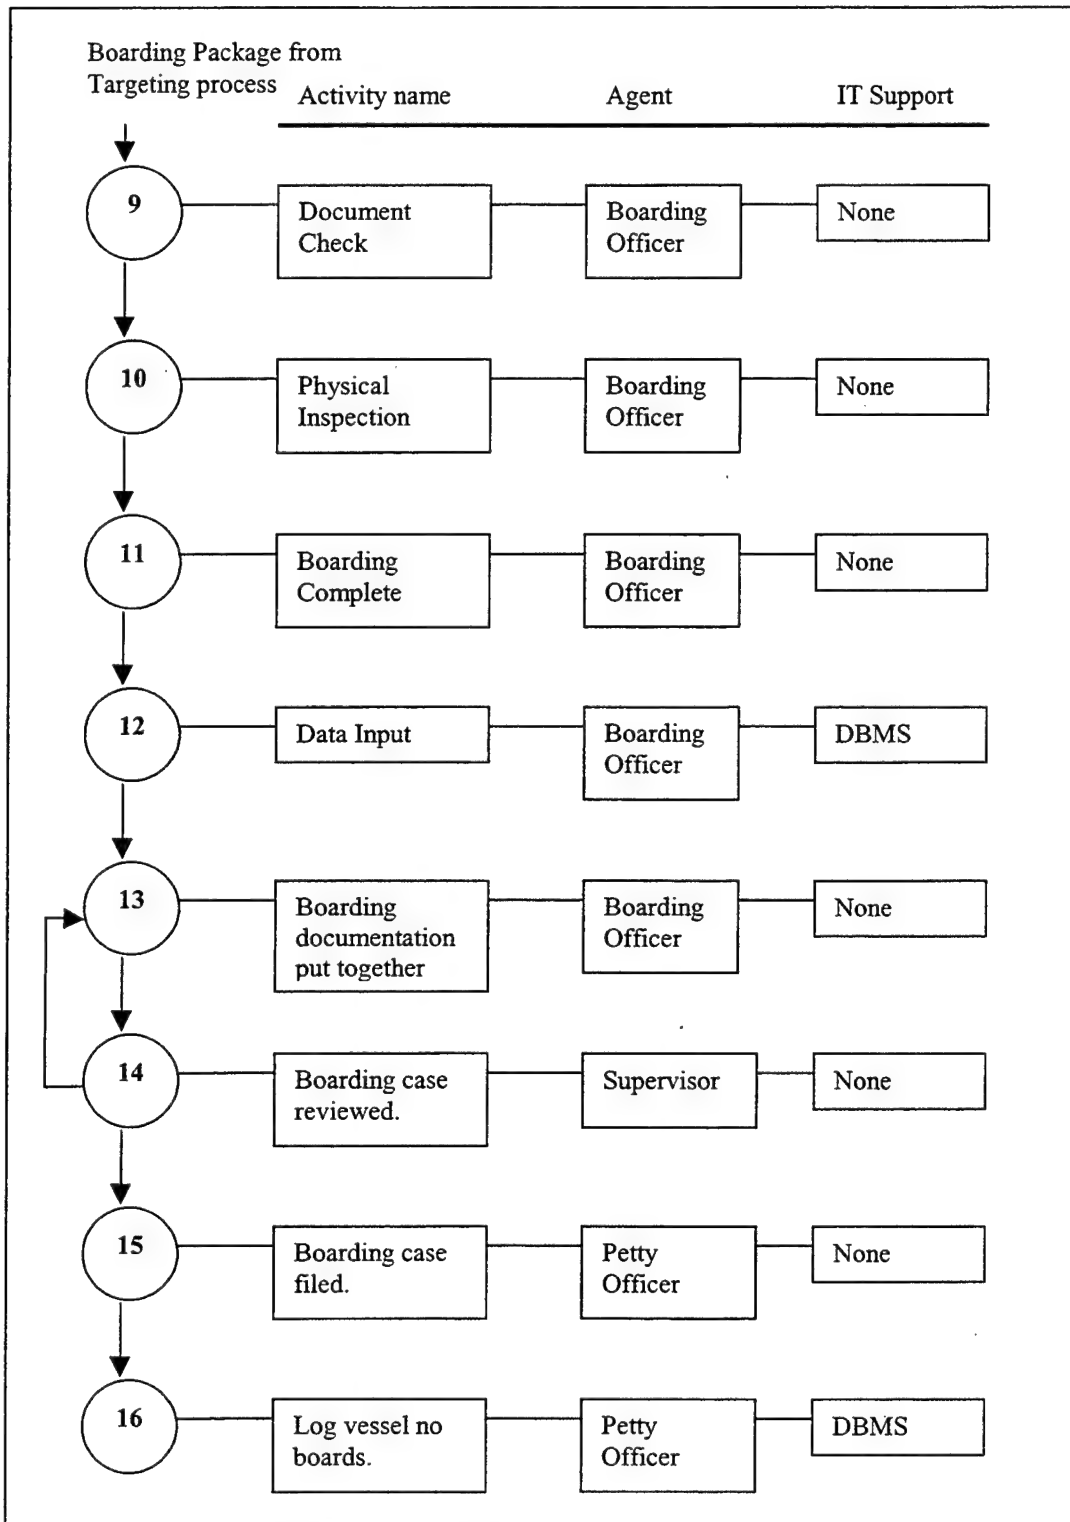 Boarding Package from
Targeting process
Activity name Agent IT Support
9
Document
Check
Boarding
Officer
None
10
Physical
Inspection
Boarding
Officer
None
11
Boarding
Complete
Boarding
Officer
None
12
Data Input
Boarding
Officer
DBMS
13
Boarding
documentation
put together
Boarding
Officer
None
14
Boarding case
reviewed.
Supervisor
None
15
Boarding case
filed.
Petty
Officer
None
16
Log vessel no
boards.
Petty
Officer
DBMS